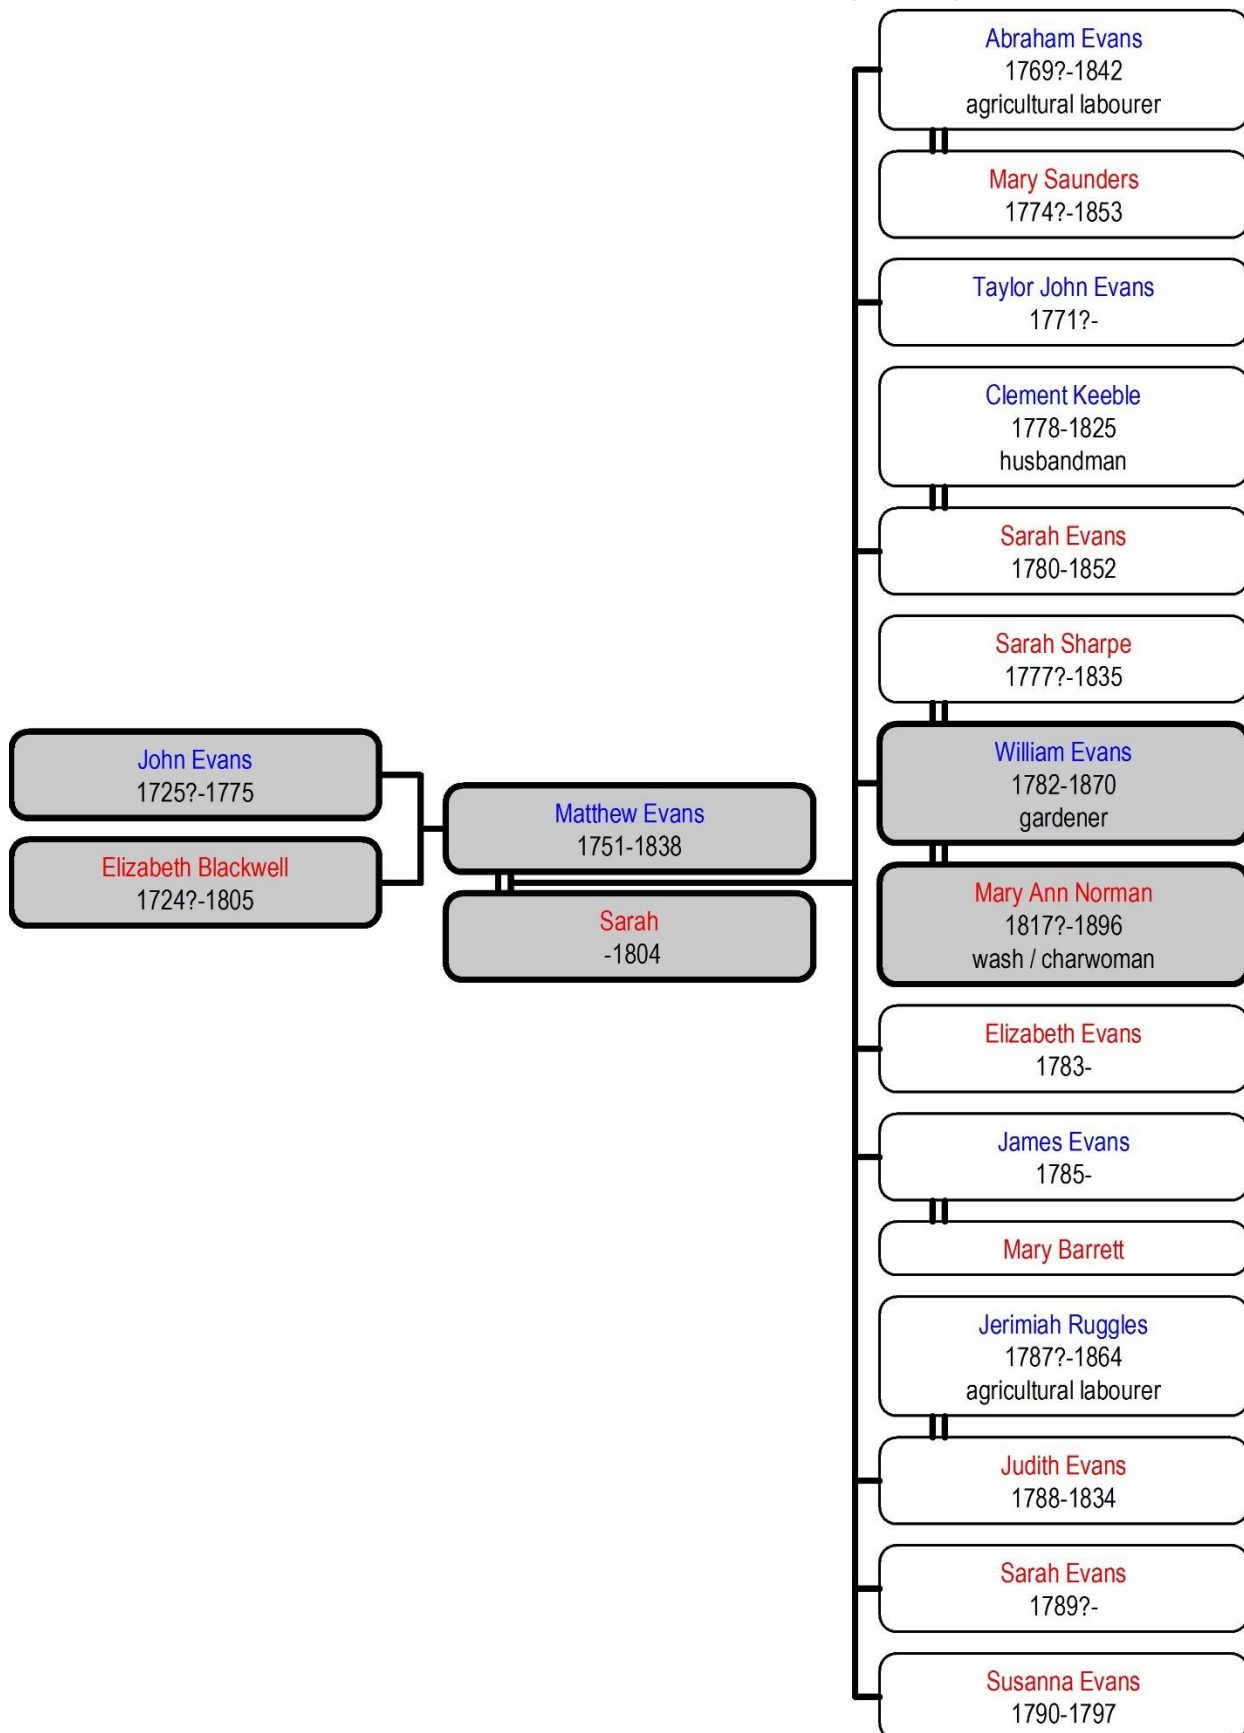 John Evans
1725?-1775
Elizabeth Blackwell
1724?-1805
Matthew Evans
1751-1838
Sarah
-1804
Abraham Evans
1769?-1842
agricultural labourer
Mary Saunders
1774?-1853
Taylor John Evans
1771?-
Clement Keeble
1778-1825
husbandman
Sarah Evans
1780-1852
Sarah Sharpe
1777?-1835
William Evans
1782-1870
gardener
Mary Ann Norman
1817?-1896
wash / charwoman
Elizabeth Evans
1783-
James Evans
1785-
Mary Barrett
Jerimiah Ruggles
1787?-1864
agricultural labourer
Judith Evans
1788-1834
Sarah Evans
1789?-
Susanna Evans
1790-1797